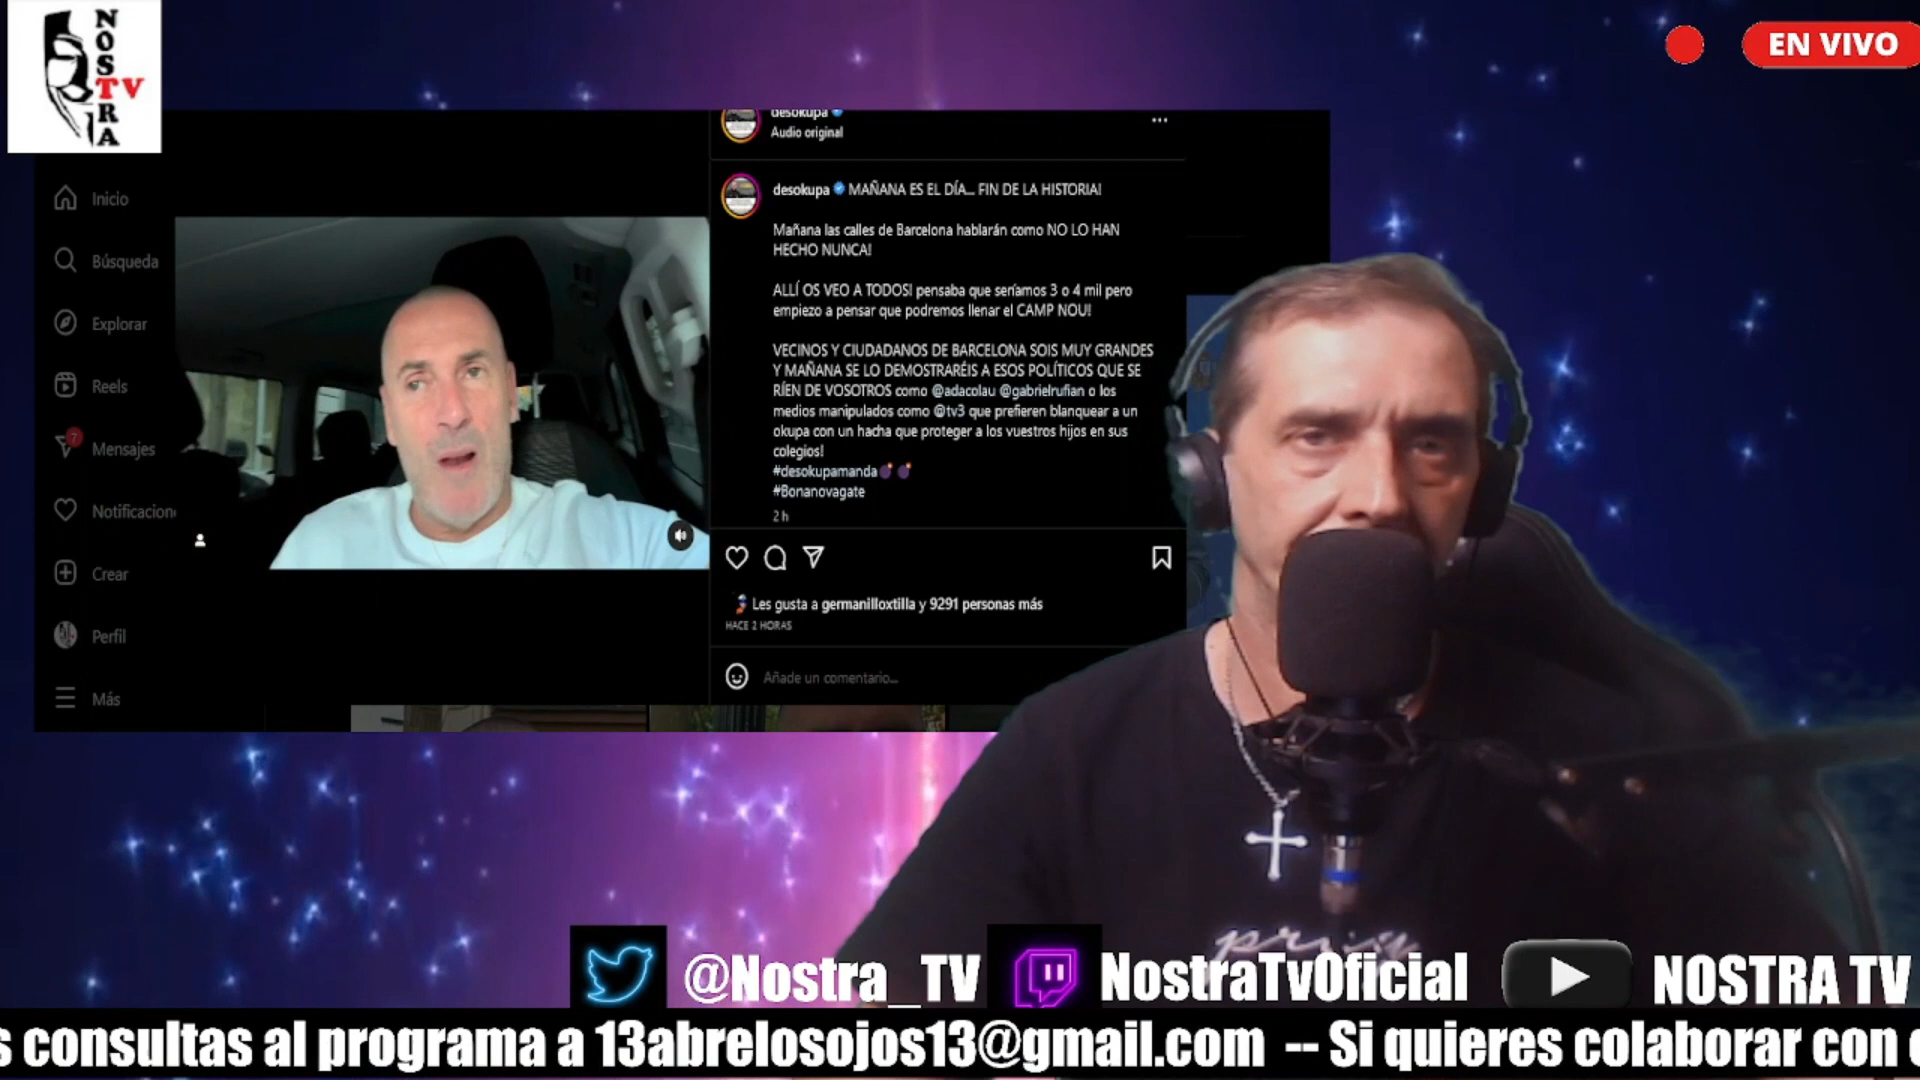 NOSTRA
TV
EN VIVO
desokupa
Audio original
Inicio
Búsqueda
Explorar
Reels
7
Mensajes
Notificacion
Crear
Perfil
Más
desokupa MAÑANA ES EL DÍA... FIN DE LA HISTORIA!
Mañana las calles de Barcelona hablarán como NO LO HAN
HECHO NUNCA!
ALLÍ OS VEO A TODOS! pensaba que seríamos 3 o 4 mil pero
empiezo a pensar que podremos llenar el CAMP NOU!
VECINOS Y CIUDADANOS DE BARCELONA SOIS MUY GRANDES
Y MAÑANA SE LO DEMOSTRARÉIS A ESOS POLÍTICOS QUE SE
RÍEN DE VOSOTROS como @adacolau @gabrielrufian o los
medios manipulados como @tv3 que prefieren blanquear a un
okupa con un hacha que proteger a los vuestros hijos en sus
colegios!
#desokupamanda💣💣
#Bonanovagate
2 h
Les gusta a germanilloxtilla y 9291 personas más
HACE 2 HORAS
Añade un comentario...
@Nostra_TV
NostraTvOficial
NOSTRA TV
s consultas al programa a 13abrelosojos13@gmail.com -- Si quieres colaborar con